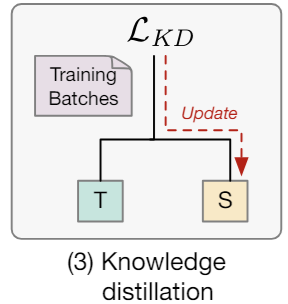 ℒ_KD
Training
Batches
Update
T
S
(3) Knowledge
distillation